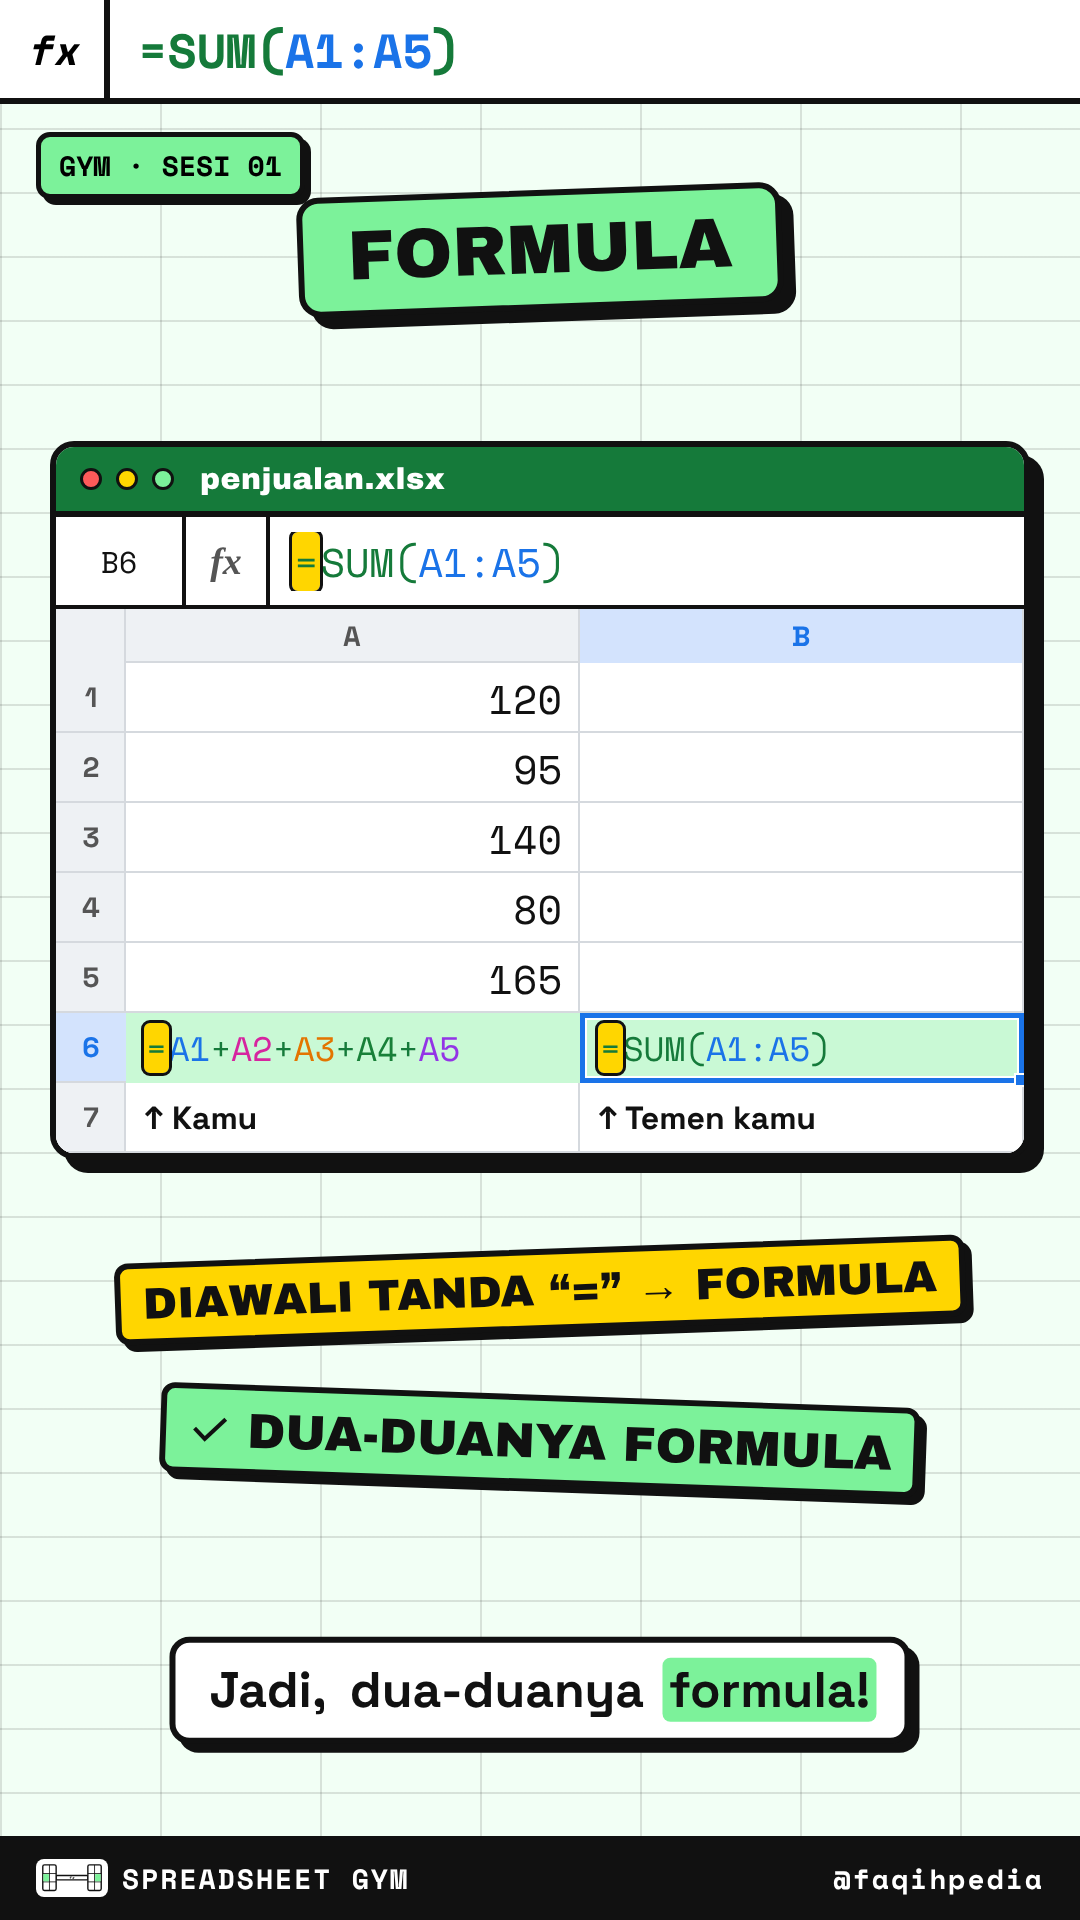 fx =SUM(A1:A5)
GYM · SESI 01
FORMULA
penjualan.xlsx
B6 fx =SUM(A1:A5)
A B
1 120
2 95
3 140
4 80
5 165
6 =A1+A2+A3+A4+A5 =SUM(A1:A5)
7 ↑ Kamu ↑ Temen kamu
DIAWALI TANDA “=” → FORMULA
✓ DUA-DUANYA FORMULA
Jadi, dua-duanya formula!
SPREADSHEET GYM @faqihpedia